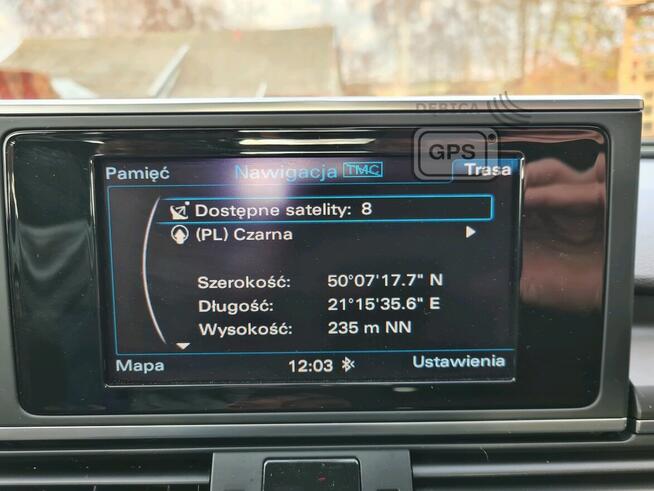 DĘBICA
GPS
Pamięć
Nawigacja TMC
Trasa
Dostępne satelity: 8
(PL) Czarna
Szerokość: 50°07'17.7" N
Długość: 21°15'35.6" E
Wysokość: 235 m NN
Mapa
12:03
Ustawienia